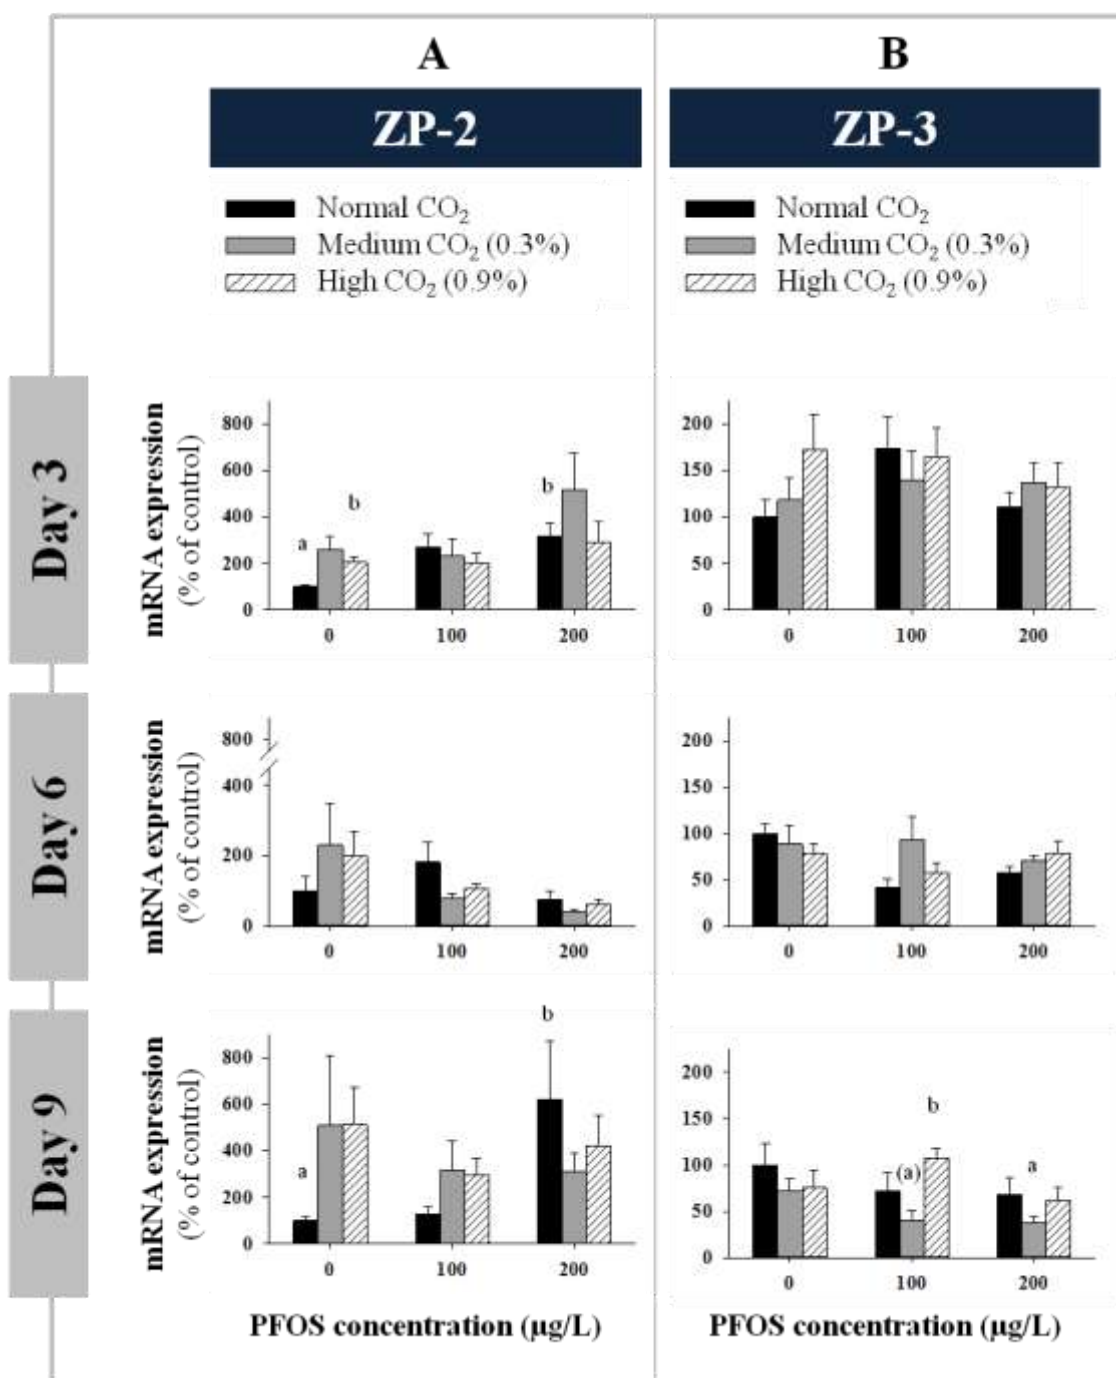 A
B
ZP-2
ZP-3
Normal CO₂
Medium CO₂ (0.3%)
High CO₂ (0.9%)
Normal CO₂
Medium CO₂ (0.3%)
High CO₂ (0.9%)
Day 3
mRNA expression
(% of control)
800
600
400
200
0
a
b
b
0
100
200
200
150
100
50
0
0
100
200
Day 6
mRNA expression
(% of control)
800
400
200
0
0
100
200
200
150
100
50
0
0
100
200
Day 9
mRNA expression
(% of control)
800
600
400
200
0
a
b
0
100
200
200
150
100
50
0
(a)
b
a
0
100
200
PFOS concentration (µg/L)
PFOS concentration (µg/L)